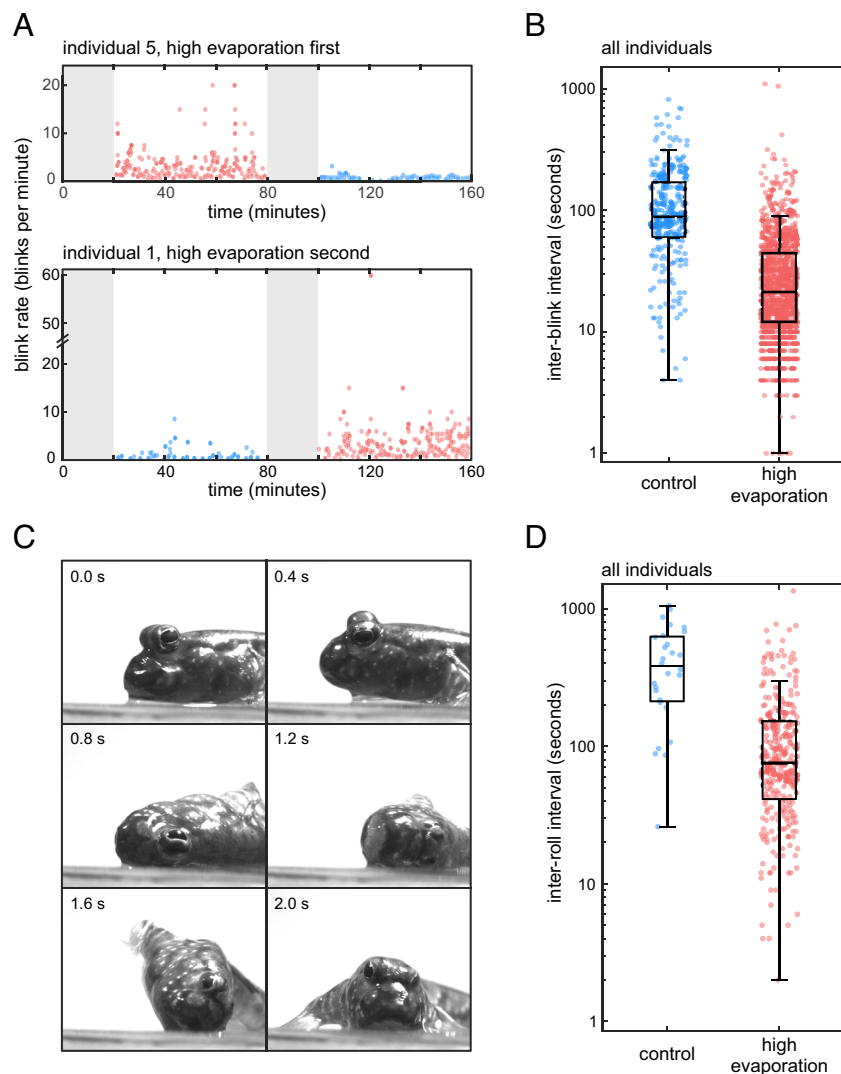 A
individual 5, high evaporation first
20
10
0
0
40
80
120
160
time (minutes)
individual 1, high evaporation second
60
50
20
10
0
0
40
80
120
160
time (minutes)
blink rate (blinks per minute)
B
all individuals
1000
100
10
1
inter-blink interval (seconds)
control
high
evaporation
C
0.0 s
0.4 s
0.8 s
1.2 s
1.6 s
2.0 s
D
all individuals
1000
100
10
1
inter-roll interval (seconds)
control
high
evaporation